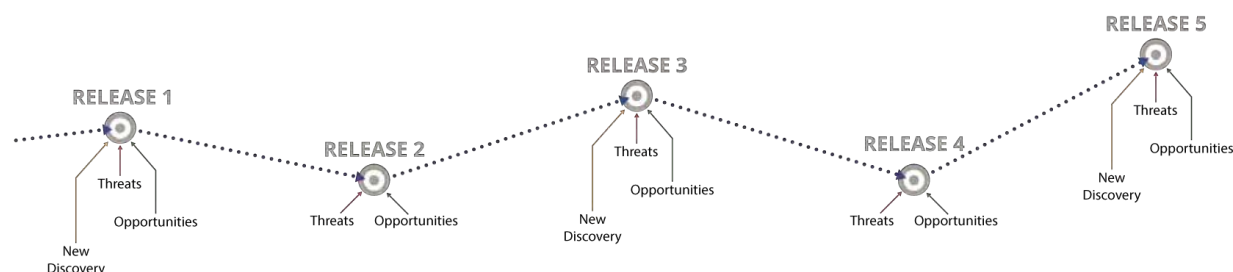 RELEASE 1
Threats
Opportunities
New
Discovery
RELEASE 2
Threats
Opportunities
RELEASE 3
Threats
Opportunities
New
Discovery
RELEASE 4
Threats
Opportunities
RELEASE 5
Threats
Opportunities
New
Discovery